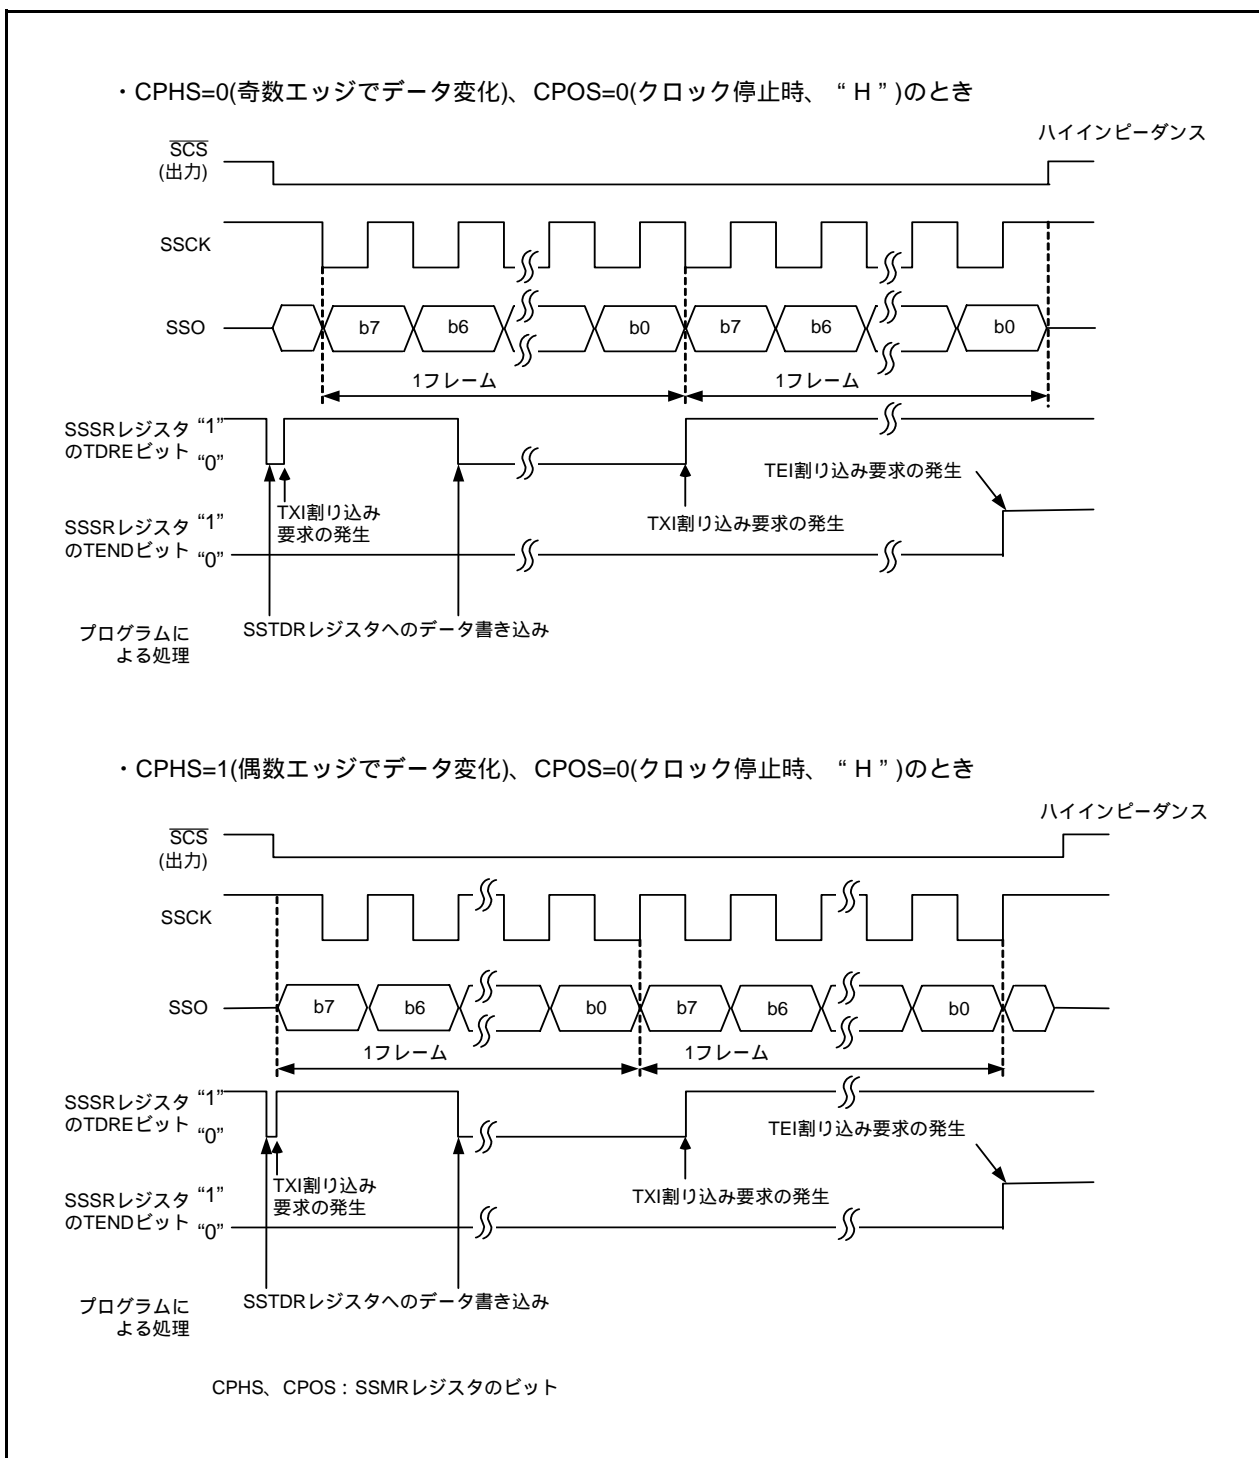 ・CPHS=0(奇数エッジでデータ変化)、CPOS=0(クロック停止時、“H”)のとき
ハイインピーダンス
SCS
(出力)
SSCK
SSO
b7
b6
b0
b7
b6
b0
1フレーム
1フレーム
SSSRレジスタ “1”
のTDREビット “0”
TEI割り込み要求の発生
TXI割り込み
要求の発生
TXI割り込み要求の発生
SSSRレジスタ “1”
のTENDビット “0”
プログラムに
よる処理
SSTDRレジスタへのデータ書き込み
・CPHS=1(偶数エッジでデータ変化)、CPOS=0(クロック停止時、“H”)のとき
ハイインピーダンス
SCS
(出力)
SSCK
SSO
b7
b6
b0
b7
b6
b0
1フレーム
1フレーム
SSSRレジスタ “1”
のTDREビット “0”
TEI割り込み要求の発生
TXI割り込み
要求の発生
TXI割り込み要求の発生
SSSRレジスタ “1”
のTENDビット “0”
プログラムに
よる処理
SSTDRレジスタへのデータ書き込み
CPHS、CPOS:SSMRレジスタのビット